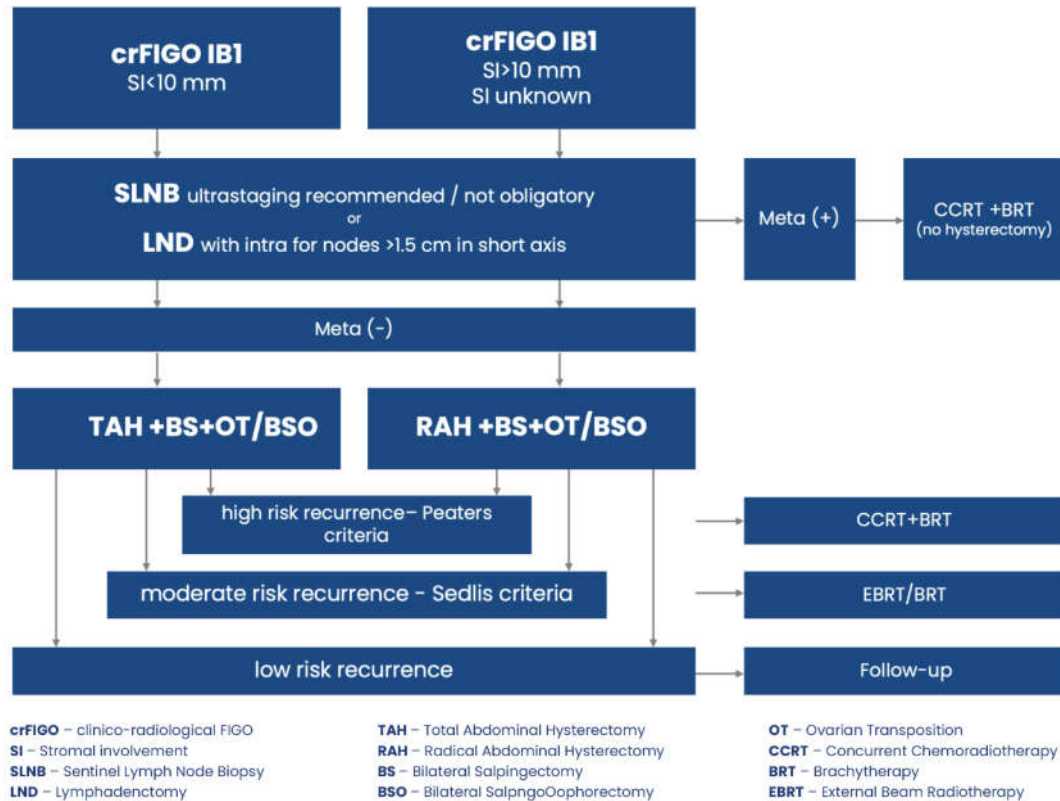 crFIGO IB1
SI<10 mm
crFIGO IB1
SI>10 mm
SI unknown
SLNB ultrastaging recommended / not obligatory
or
LND with intra for nodes >1.5 cm in short axis
Meta (+)
CCRT +BRT
(no hysterectomy)
Meta (-)
TAH +BS+OT/BSO
RAH +BS+OT/BSO
high risk recurrence– Peaters
criteria
CCRT+BRT
moderate risk recurrence - Sedlis criteria
EBRT/BRT
low risk recurrence
Follow-up
crFIGO – clinico-radiological FIGO
SI – Stromal involvement
SLNB – Sentinel Lymph Node Biopsy
LND – Lymphadenctomy
TAH – Total Abdominal Hysterectomy
RAH – Radical Abdominal Hysterectomy
BS – Bilateral Salpingectomy
BSO – Bilateral SalpngoOophorectomy
OT – Ovarian Transposition
CCRT – Concurrent Chemoradiotherapy
BRT – Brachytherapy
EBRT – External Beam Radiotherapy